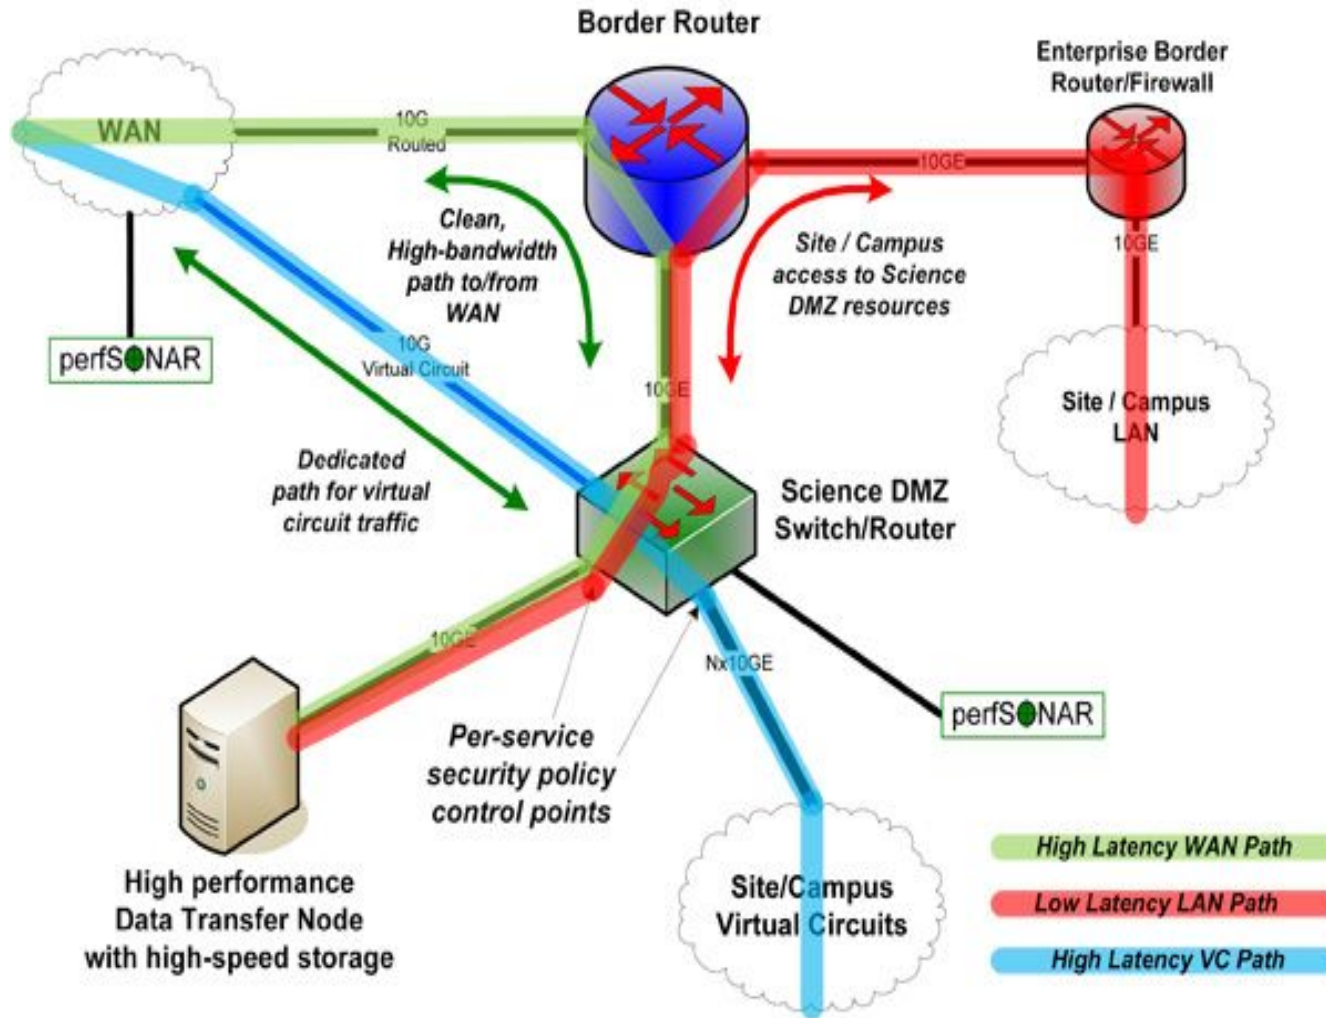 Border Router
Enterprise Border
Router/Firewall
WAN
10G
Routed
10GE
10GE
Clean,
High-bandwidth
path to/from
WAN
Site / Campus
access to Science
DMZ resources
perfSONAR
10G
Virtual Circuit
10GE
Site / Campus
LAN
Dedicated
path for virtual
circuit traffic
Science DMZ
Switch/Router
10GE
Nx10GE
perfSONAR
Per-service
security policy
control points
High performance
Data Transfer Node
with high-speed storage
Site/Campus
Virtual Circuits
High Latency WAN Path
Low Latency LAN Path
High Latency VC Path